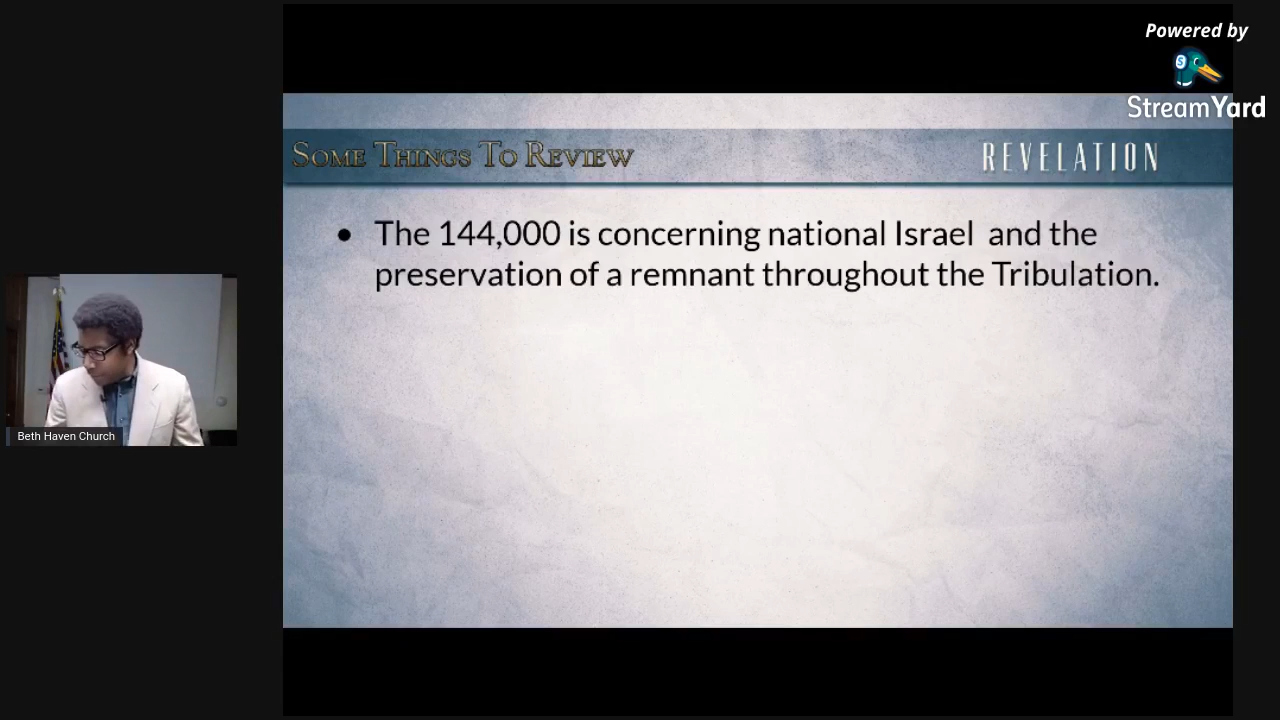 Powered by
StreamYard
SOME THINGS TO REVIEW
REVELATION
• The 144,000 is concerning national Israel and the
preservation of a remnant throughout the Tribulation.
Beth Haven Church